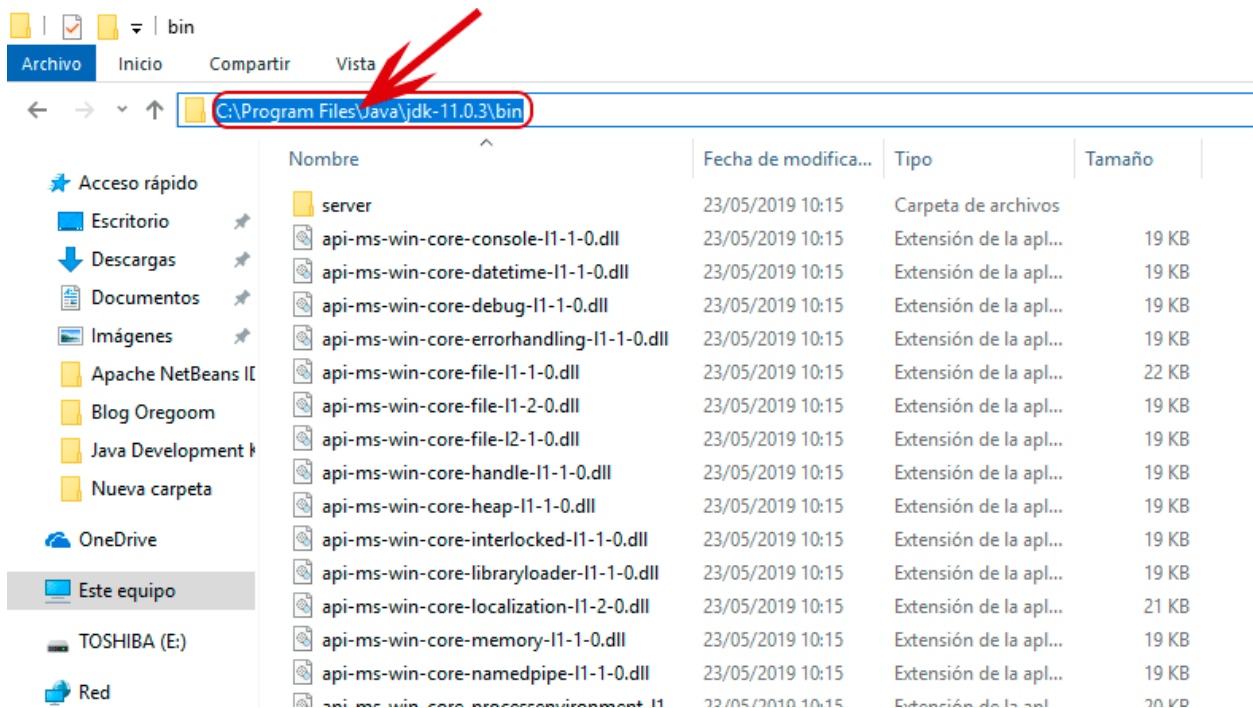 bin
Archivo Inicio Compartir Vista
C:\Program Files\Java\jdk-11.0.3\bin
Nombre Fecha de modifica... Tipo Tamaño
Acceso rápido
Escritorio
Descargas
Documentos
Imágenes
Apache NetBeans ID
Blog Oregoom
Java Development K
Nueva carpeta
OneDrive
Este equipo
TOSHIBA (E:)
Red
server 23/05/2019 10:15 Carpeta de archivos
api-ms-win-core-console-l1-1-0.dll 23/05/2019 10:15 Extensión de la apl... 19 KB
api-ms-win-core-datetime-l1-1-0.dll 23/05/2019 10:15 Extensión de la apl... 19 KB
api-ms-win-core-debug-l1-1-0.dll 23/05/2019 10:15 Extensión de la apl... 19 KB
api-ms-win-core-errorhandling-l1-1-0.dll 23/05/2019 10:15 Extensión de la apl... 19 KB
api-ms-win-core-file-l1-1-0.dll 23/05/2019 10:15 Extensión de la apl... 22 KB
api-ms-win-core-file-l1-2-0.dll 23/05/2019 10:15 Extensión de la apl... 19 KB
api-ms-win-core-file-l2-1-0.dll 23/05/2019 10:15 Extensión de la apl... 19 KB
api-ms-win-core-handle-l1-1-0.dll 23/05/2019 10:15 Extensión de la apl... 19 KB
api-ms-win-core-heap-l1-1-0.dll 23/05/2019 10:15 Extensión de la apl... 19 KB
api-ms-win-core-interlocked-l1-1-0.dll 23/05/2019 10:15 Extensión de la apl... 19 KB
api-ms-win-core-libraryloader-l1-1-0.dll 23/05/2019 10:15 Extensión de la apl... 19 KB
api-ms-win-core-localization-l1-2-0.dll 23/05/2019 10:15 Extensión de la apl... 21 KB
api-ms-win-core-memory-l1-1-0.dll 23/05/2019 10:15 Extensión de la apl... 19 KB
api-ms-win-core-namedpipe-l1-1-0.dll 23/05/2019 10:15 Extensión de la apl... 19 KB
api-ms-win-core-processenvironment-l1 23/05/2019 10:15 Extensión de la apl... 20 KB